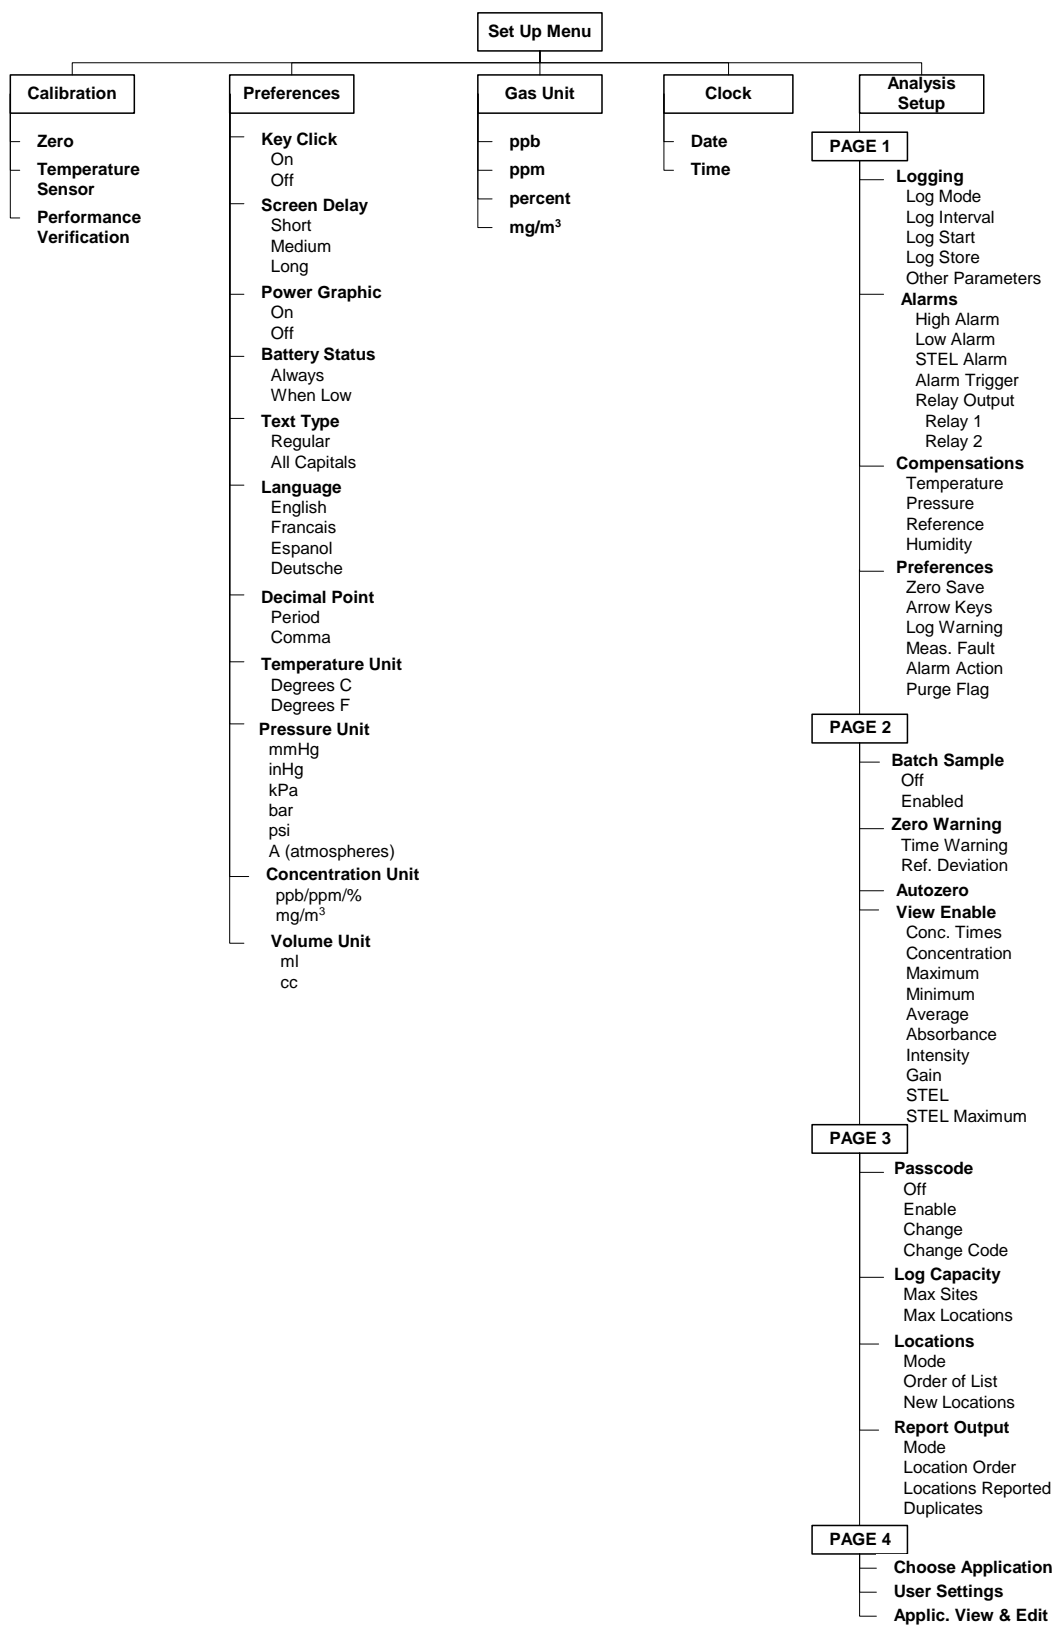 Set Up Menu
Calibration
Zero
Temperature
Sensor
Performance
Verification
Preferences
Key Click
On
Off
Screen Delay
Short
Medium
Long
Power Graphic
On
Off
Battery Status
Always
When Low
Text Type
Regular
All Capitals
Language
English
Francais
Espanol
Deutsche
Decimal Point
Period
Comma
Temperature Unit
Degrees C
Degrees F
Pressure Unit
mmHg
inHg
kPa
bar
psi
A (atmospheres)
Concentration Unit
ppb/ppm/%
mg/m³
Volume Unit
ml
cc
Gas Unit
ppb
ppm
percent
mg/m³
Clock
Date
Time
Analysis
Setup
PAGE 1
Logging
Log Mode
Log Interval
Log Start
Log Store
Other Parameters
Alarms
High Alarm
Low Alarm
STEL Alarm
Alarm Trigger
Relay Output
Relay 1
Relay 2
Compensations
Temperature
Pressure
Reference
Humidity
Preferences
Zero Save
Arrow Keys
Log Warning
Meas. Fault
Alarm Action
Purge Flag
PAGE 2
Batch Sample
Off
Enabled
Zero Warning
Time Warning
Ref. Deviation
Autozero
View Enable
Conc. Times
Concentration
Maximum
Minimum
Average
Absorbance
Intensity
Gain
STEL
STEL Maximum
PAGE 3
Passcode
Off
Enable
Change
Change Code
Log Capacity
Max Sites
Max Locations
Locations
Mode
Order of List
New Locations
Report Output
Mode
Location Order
Locations Reported
Duplicates
PAGE 4
Choose Application
User Settings
Applic. View & Edit